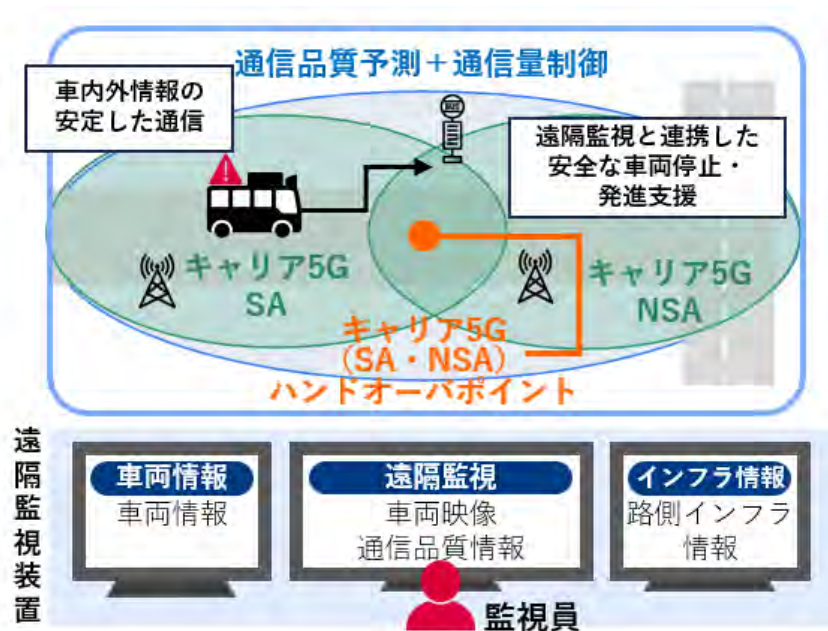 通信品質予測＋通信量制御
車内外情報の
安定した通信
BUS
遠隔監視と連携した
安全な車両停止・
発進支援
キャリア5G
SA
キャリア5G
NSA
キャリア5G
（SA・NSA）
ハンドオーバポイント
遠隔監視装置
車両情報
車両情報
遠隔監視
車両映像
通信品質情報
インフラ情報
路側インフラ
情報
監視員